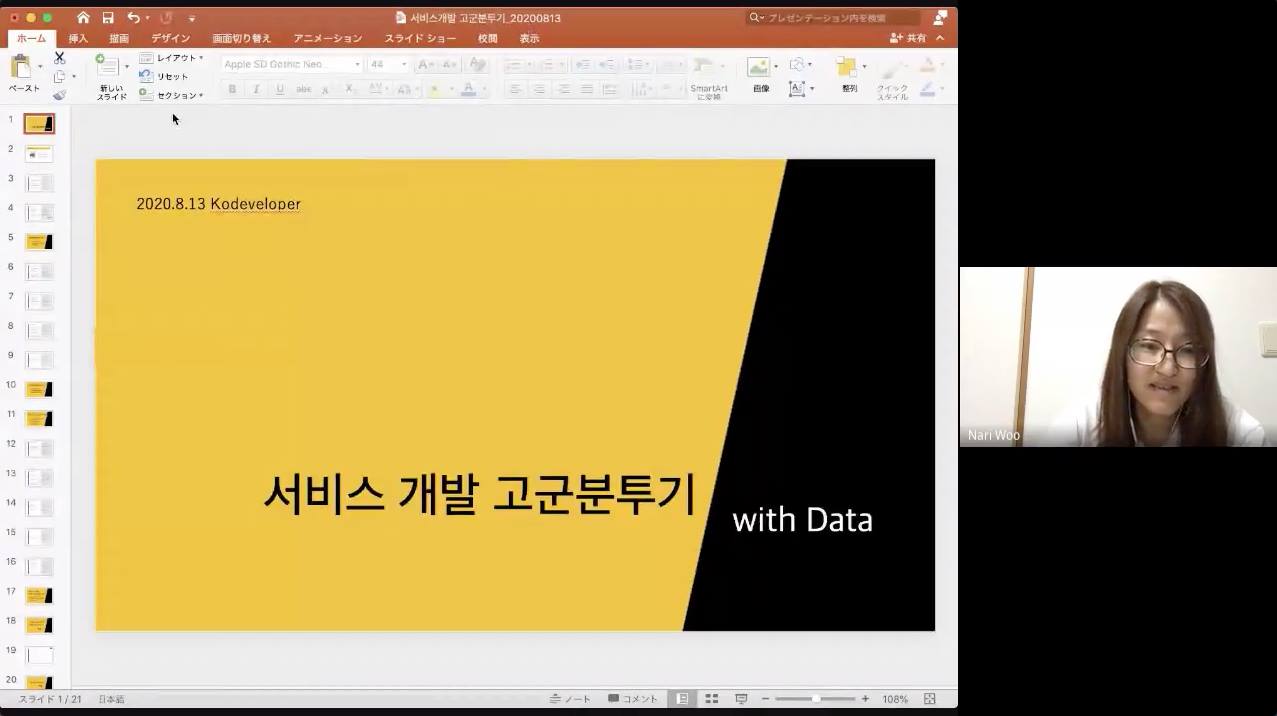 서비스개발 고군분투기_20200813
プレゼンテーション内を検索
ホーム 挿入 描画 デザイン 画面切り替え アニメーション スライド ショー 校閲 表示
共有
ペースト
新しい
スライド
レイアウト
リセット
セクション
Apple SD Gothic Neo...
44
SmartArt
に変換
画像
整列
クイック
スタイル
1
2
3
4
5
6
7
8
9
10
11
12
13
14
15
16
17
18
19
20
2020.8.13 Kodeveloper
서비스 개발 고군분투기
with Data
Nari Woo
スライド 1 / 21
日本語
ノート
コメント
108%